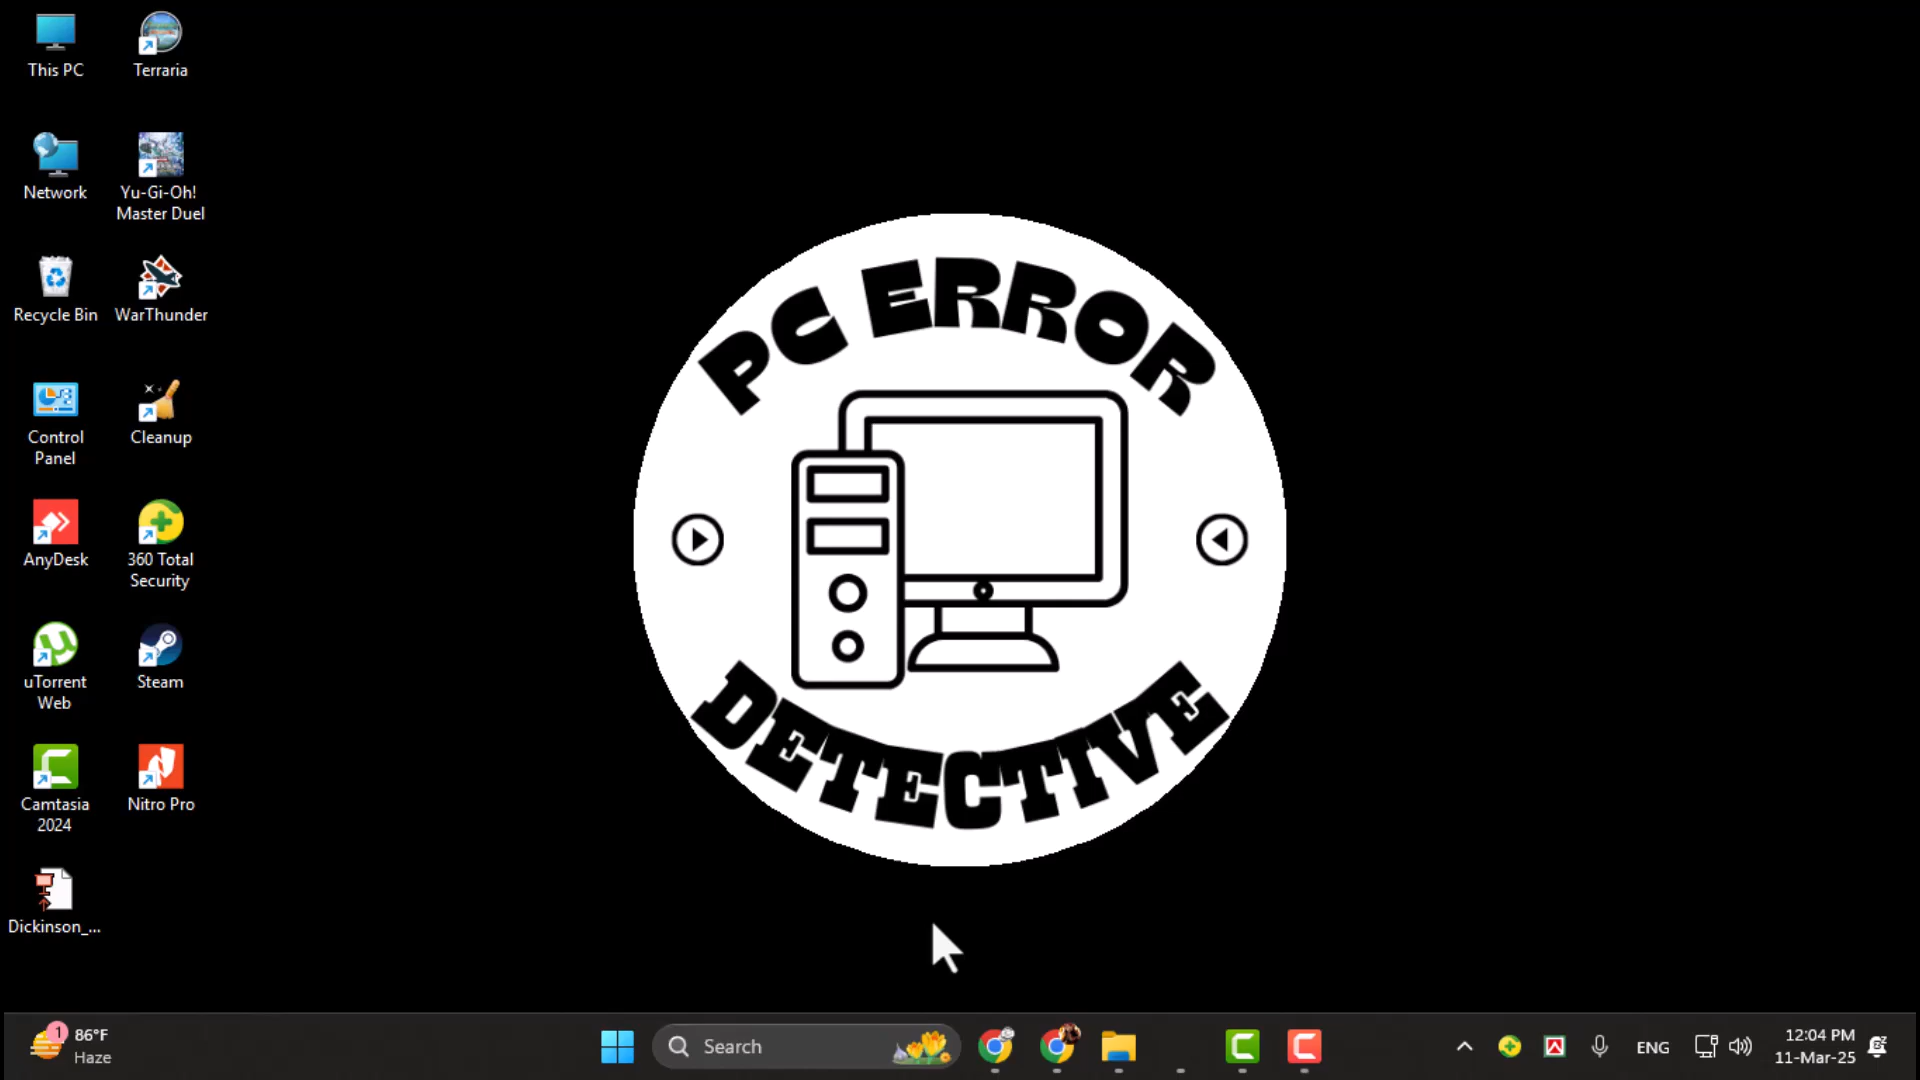 This PC
Terraria
Network
Yu-Gi-Oh!
Master Duel
Recycle Bin
WarThunder
Control
Panel
Cleanup
AnyDesk
360 Total
Security
uTorrent
Web
Steam
Camtasia
2024
Nitro Pro
Dickinson_...
PC ERROR
DETECTIVE
1
86°F
Haze
Search
ENG
12:04 PM
11-Mar-25